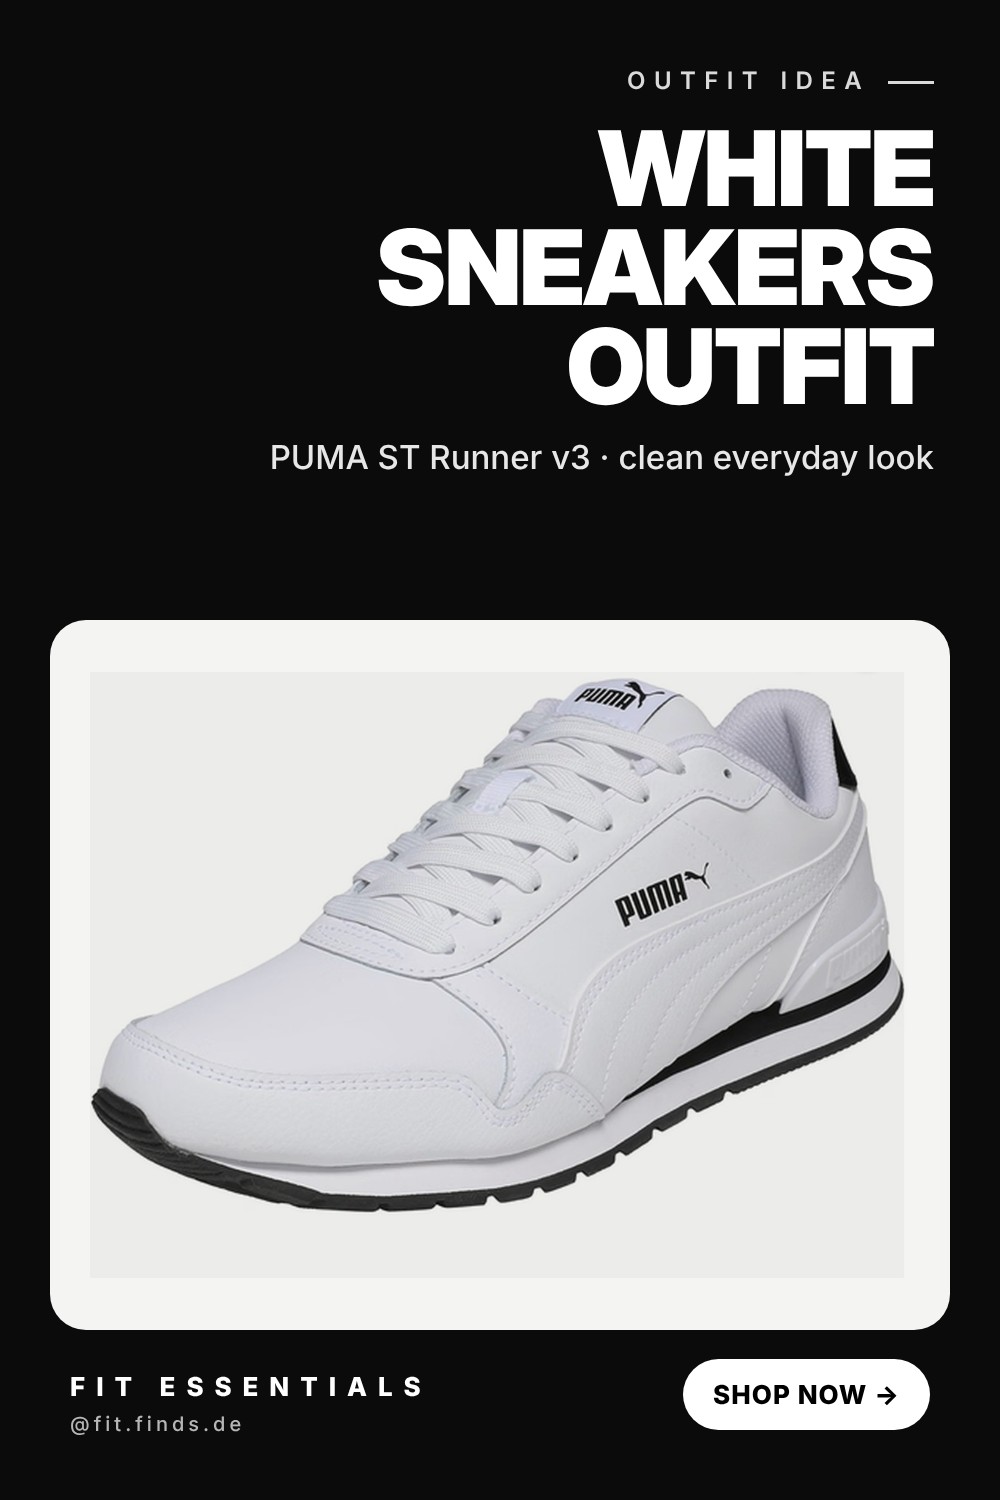 OUTFIT IDEA
WHITE
SNEAKERS
OUTFIT
PUMA ST Runner v3 · clean everyday look
PUMA
PUMA
FIT ESSENTIALS
@fit.finds.de
SHOP NOW →